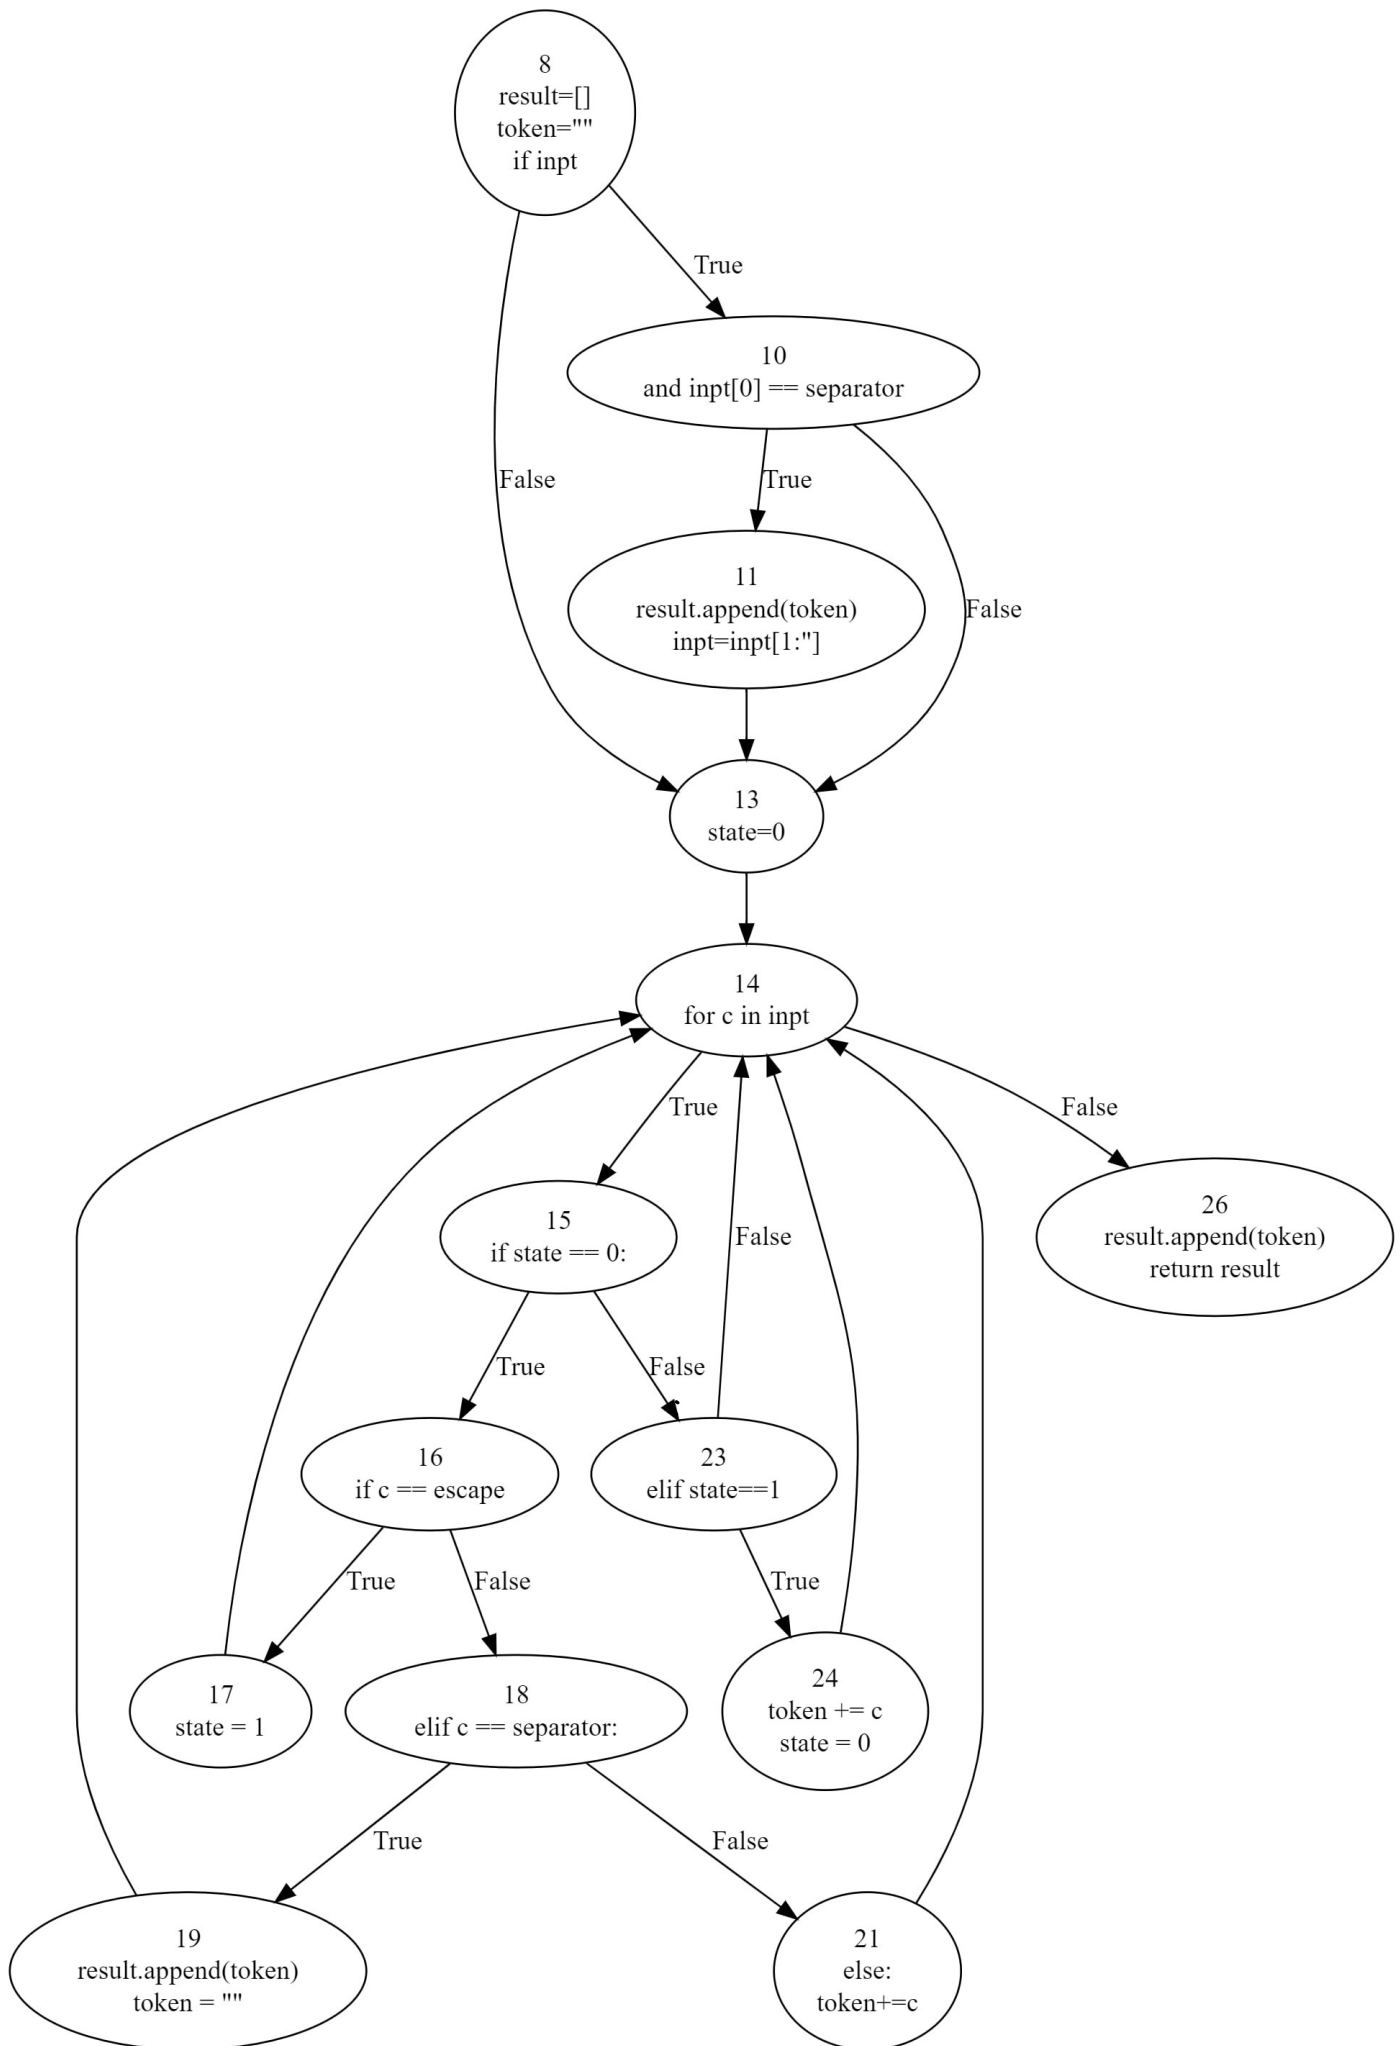 8
result=[]
token=""
if inpt
True
10
and inpt[0] == separator
False
True
11
result.append(token)
inpt=inpt[1:"]
False
13
state=0
14
for c in inpt
True
False
15
if state == 0:
False
26
result.append(token)
return result
True
False
16
if c == escape
23
elif state==1
True
False
True
17
state = 1
18
elif c == separator:
24
token += c
state = 0
True
False
19
result.append(token)
token = ""
21
else:
token+=c